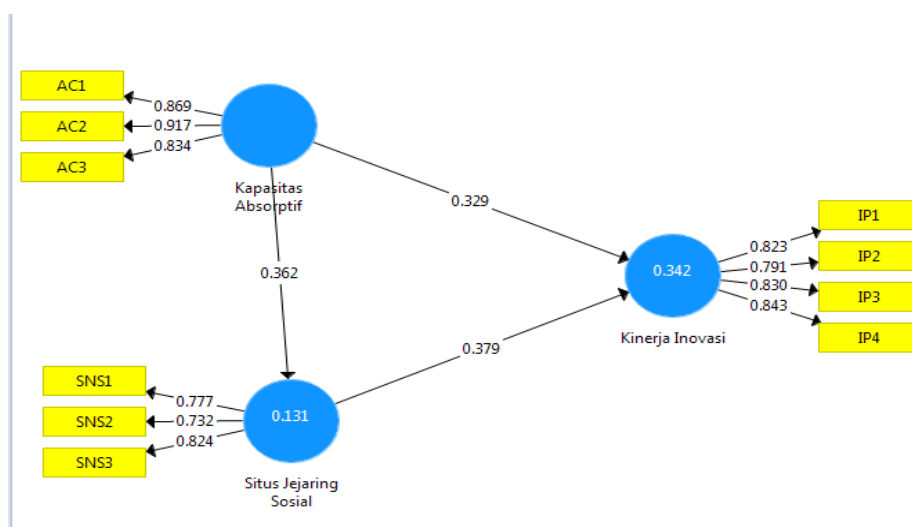 AC1
AC2
AC3
0.869
0.917
0.834
Kapasitas
Absorptif
0.329
0.362
0.342
Kinerja Inovasi
IP1
IP2
IP3
IP4
0.823
0.791
0.830
0.843
0.379
SNS1
SNS2
SNS3
0.777
0.732
0.824
0.131
Situs Jejaring
Sosial